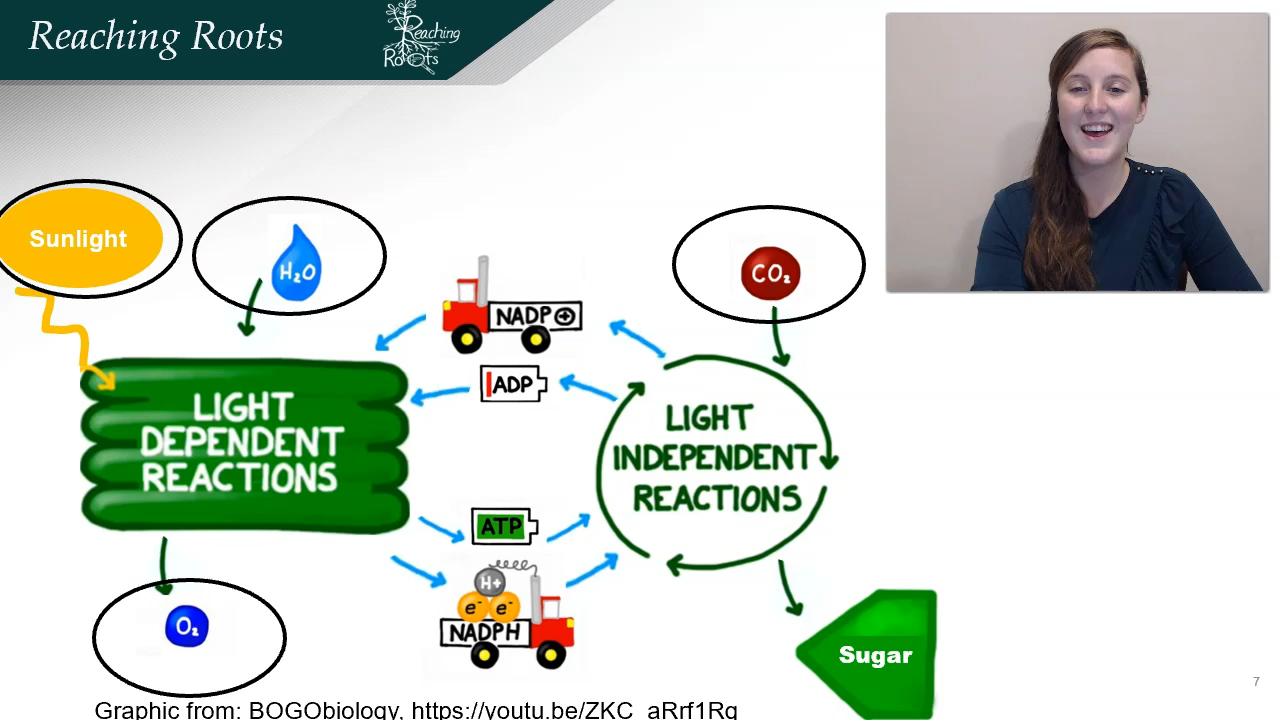 Reaching Roots
Reaching
Roots
Sunlight
H₂O
CO₂
NADP+
ADP
LIGHT
DEPENDENT
REACTIONS
LIGHT
INDEPENDENT
REACTIONS
ATP
H+
e⁻ e⁻
NADPH
O₂
Sugar
7
Graphic from: BOGObiology, https://youtu.be/ZKC_aRrf1Rg